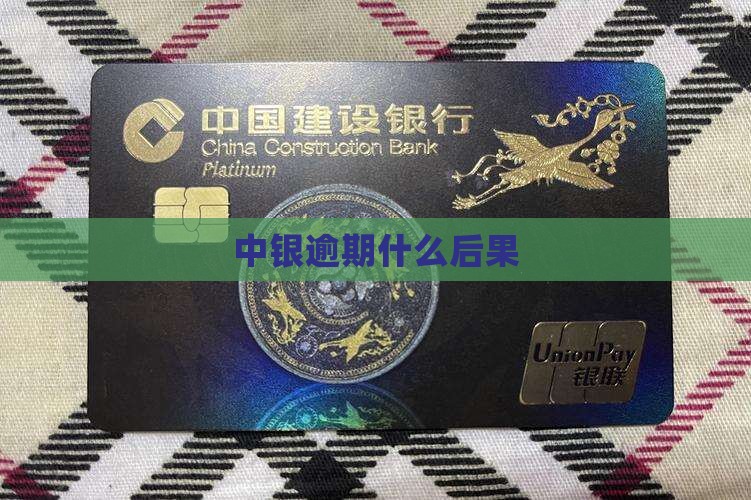 中国建设银行
China Construction Bank
Platinum
中银逾期什么后果
UnionPay
银联